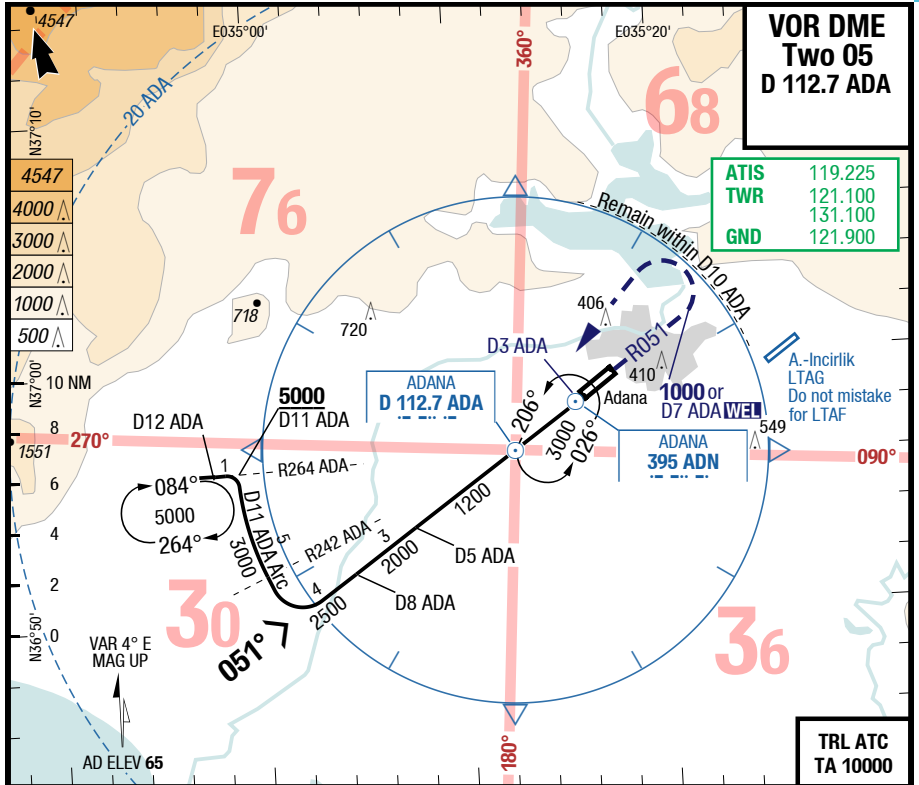 4547
E035°00'
360°
E035°20'
VOR DME
Two 05
D 112.7 ADA
20 ADA
68
N37°10'
4547
4000
3000
2000
1000
500
76
ATIS 119.225
TWR 121.100
131.100
GND 121.900
Remain within D10 ADA
718
720
406
D3 ADA
R051
410
A.-Incirlik
LTAG
Do not mistake
for LTAF
N37°00'
10 NM
8
6
4
2
0
ADANA
D 112.7 ADA
Adana
1000 or
D7 ADA WEL
5000
D11 ADA
D12 ADA
206°
3000
026°
ADANA
395 ADN
549
1551
270°
090°
1
R264 ADA
084°
5000
264°
D11 ADA Arc
3000
5
R242 ADA
1200
3
2000
D5 ADA
4
2500
D8 ADA
30
051°
36
N36°50'
VAR 4° E
MAG UP
AD ELEV 65
180°
TRL ATC
TA 10000